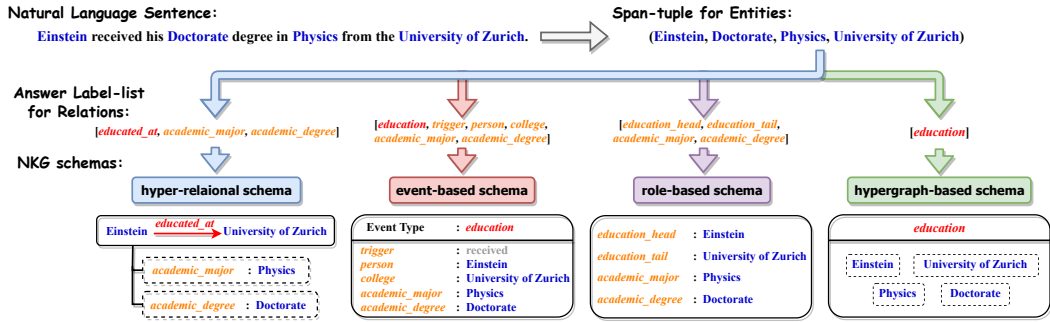 Natural Language Sentence:
Span-tuple for Entities:
Einstein received his Doctorate degree in Physics from the University of Zurich.
(Einstein, Doctorate, Physics, University of Zurich)
Answer Label-list
for Relations:
[educated_at, academic_major, academic_degree]
[education, trigger, person, college,
academic_major, academic_degree]
[education_head, education_tail,
academic_major, academic_degree]
[education]
NKG schemas:
hyper-relaional schema
event-based schema
role-based schema
hypergraph-based schema
educated_at
Einstein University of Zurich
academic_major : Physics
academic_degree : Doctorate
Event Type : education
trigger : received
person : Einstein
college : University of Zurich
academic_major : Physics
academic_degree : Doctorate
education_head : Einstein
education_tail : University of Zurich
academic_major : Physics
academic_degree : Doctorate
education
Einstein University of Zurich
Physics Doctorate